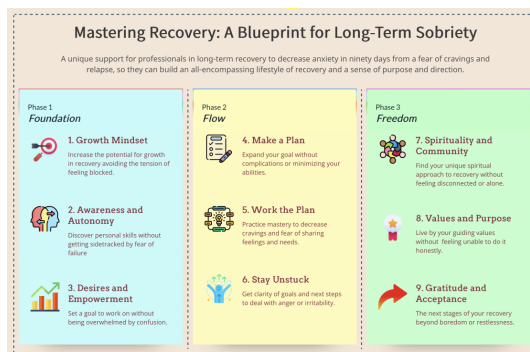 Mastering Recovery: A Blueprint for Long-Term Sobriety
A unique support for professionals in long-term recovery to decrease anxiety in ninety days from a fear of cravings and
relapse, so they can build an all-encompassing lifestyle of recovery and a sense of purpose and direction.
Phase 1
Foundation
1. Growth Mindset
Increase the potential for growth
in recovery avoiding the tension of
feeling blocked.
2. Awareness and
Autonomy
Discover personal skills without
getting sidetracked by fear of
failure
3. Desires and
Empowerment
Set a goal to work on without
being overwhelmed by confusion.
Phase 2
Flow
4. Make a Plan
Expand your goal without
complications or minimizing your
abilities.
5. Work the Plan
Practice mastery to decrease
cravings and fear of sharing
feelings and needs.
6. Stay Unstuck
Get clarity of goals and next steps
to deal with anger or irritability.
Phase 3
Freedom
7. Spirituality and
Community
Find your unique spiritual
approach to recovery without
feeling disconnected or alone.
8. Values and Purpose
Live by your guiding values
without feeling unable to do it
honestly.
9. Gratitude and
Acceptance
The next stages of your recovery
beyond boredom or restlessness.